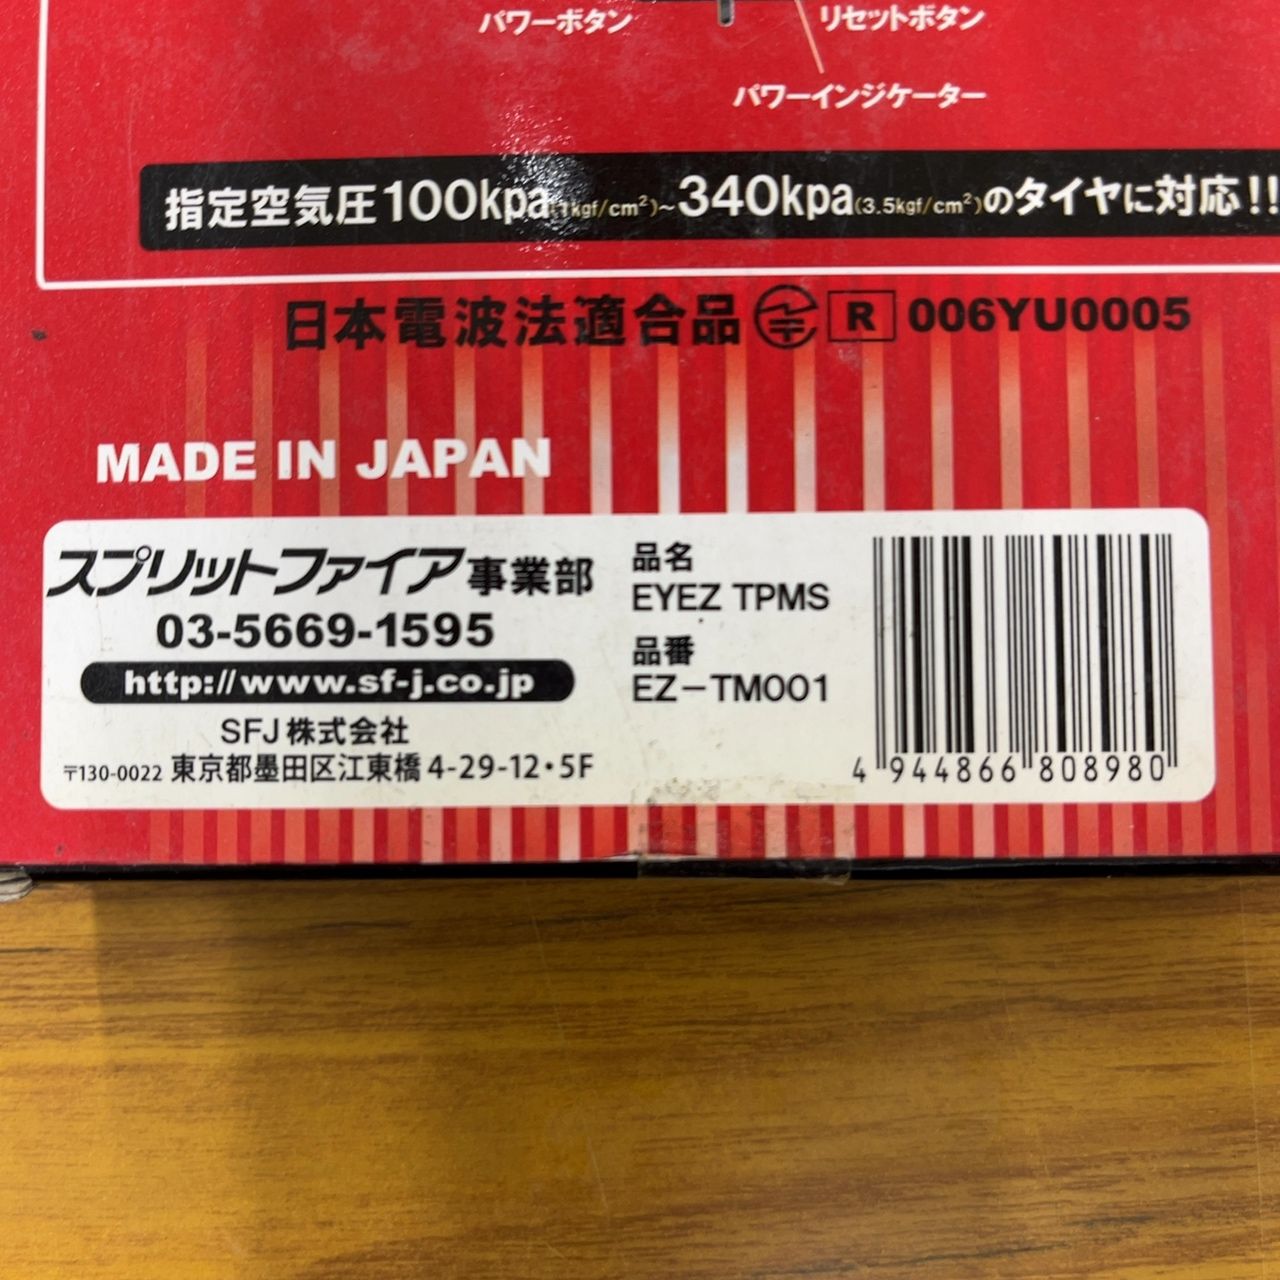 パワーボタン
リセットボタン
パワーインジケーター
指定空気圧100kpa(1kgf/cm²)~340kpa(3.5kgf/cm²)のタイヤに対応!!
日本電波法適合品 R 006YU0005
MADE IN JAPAN
スプリットファイア事業部
03-5669-1595
http://www.sf-j.co.jp
SFJ株式会社
〒130-0022 東京都墨田区江東橋4-29-12・5F
品名
EYEZ TPMS
品番
EZ-TM001
4 944866 808980